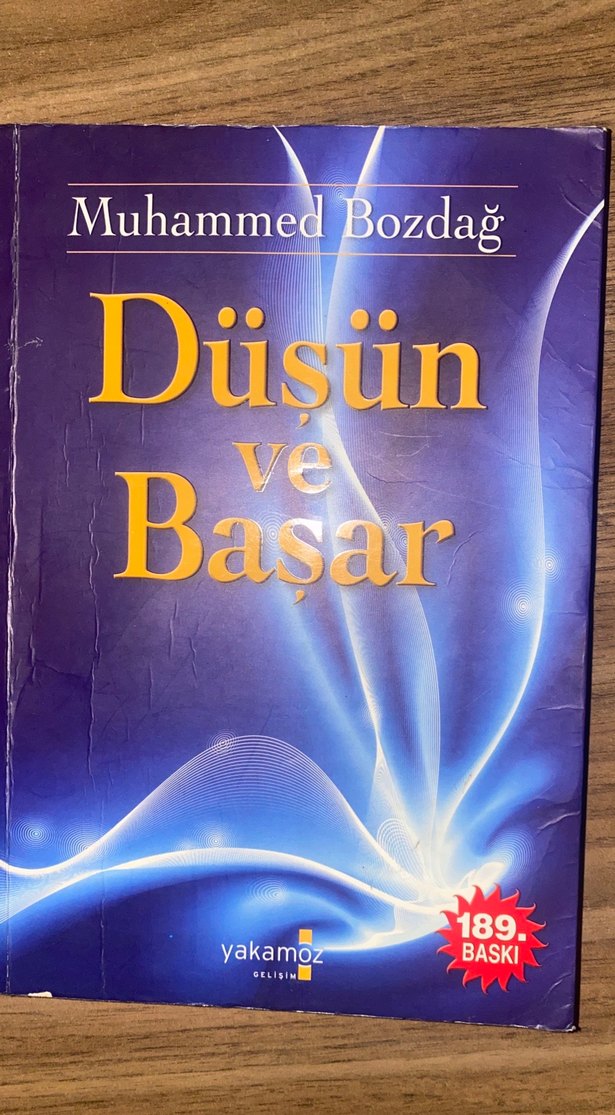 Muhammed Bozdağ
Düşün
ve
Başar
yakamoz
GELİŞİM
189.
BASKI